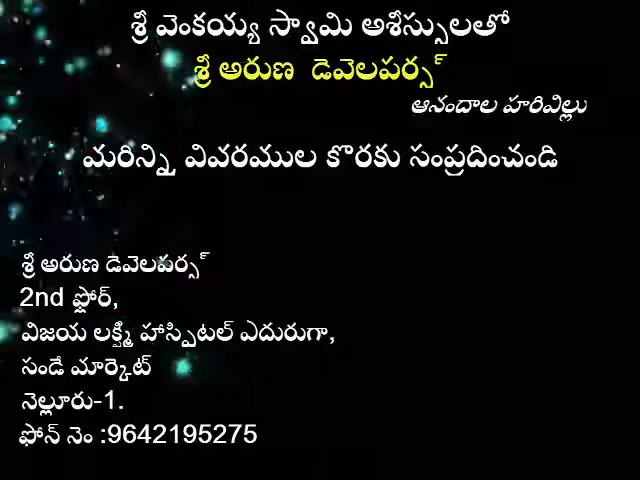 శ్రీ వెంకయ్య స్వామి అశీస్సులతో
శ్రీ అరుణ డెవెలపర్స్
ఆనందాల హరివిల్లు
మరిన్ని వివరముల కొరకు సంప్రదించండి
శ్రీ అరుణ డెవెలపర్స్
2nd ఫ్లోర్,
విజయ లక్ష్మి హాస్పిటల్ ఎదురుగా,
సండే మార్కెట్
నెల్లూరు-1.
ఫోన్ నెం :9642195275